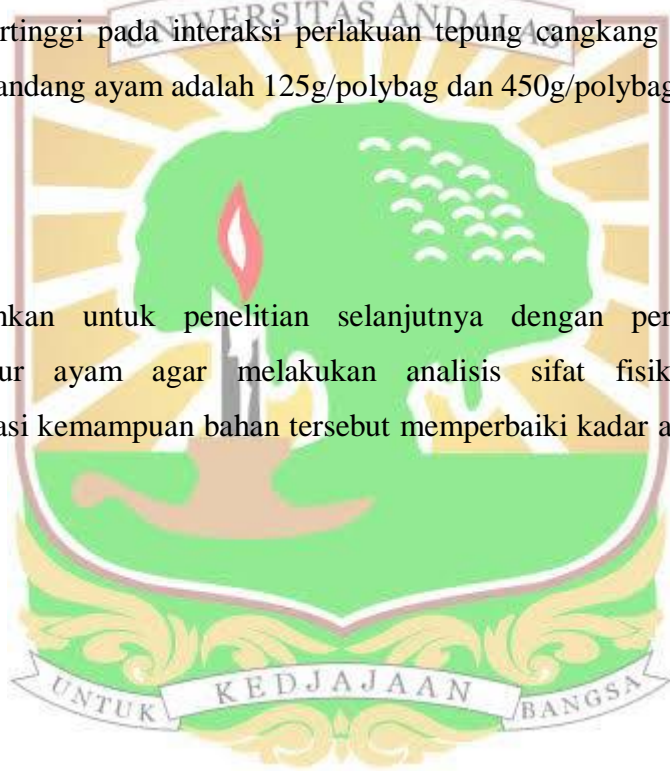 UNIVERSITAS ANDALAS
rtinggi pada interaksi perlakuan tepung cangkang
andang ayam adalah 125g/polybag dan 450g/polybag
nkan untuk penelitian selanjutnya dengan per
ur ayam agar melakukan analisis sifat fisik
asi kemampuan bahan tersebut memperbaiki kadar a
UNTUK KEDJAJAAN BANGSA